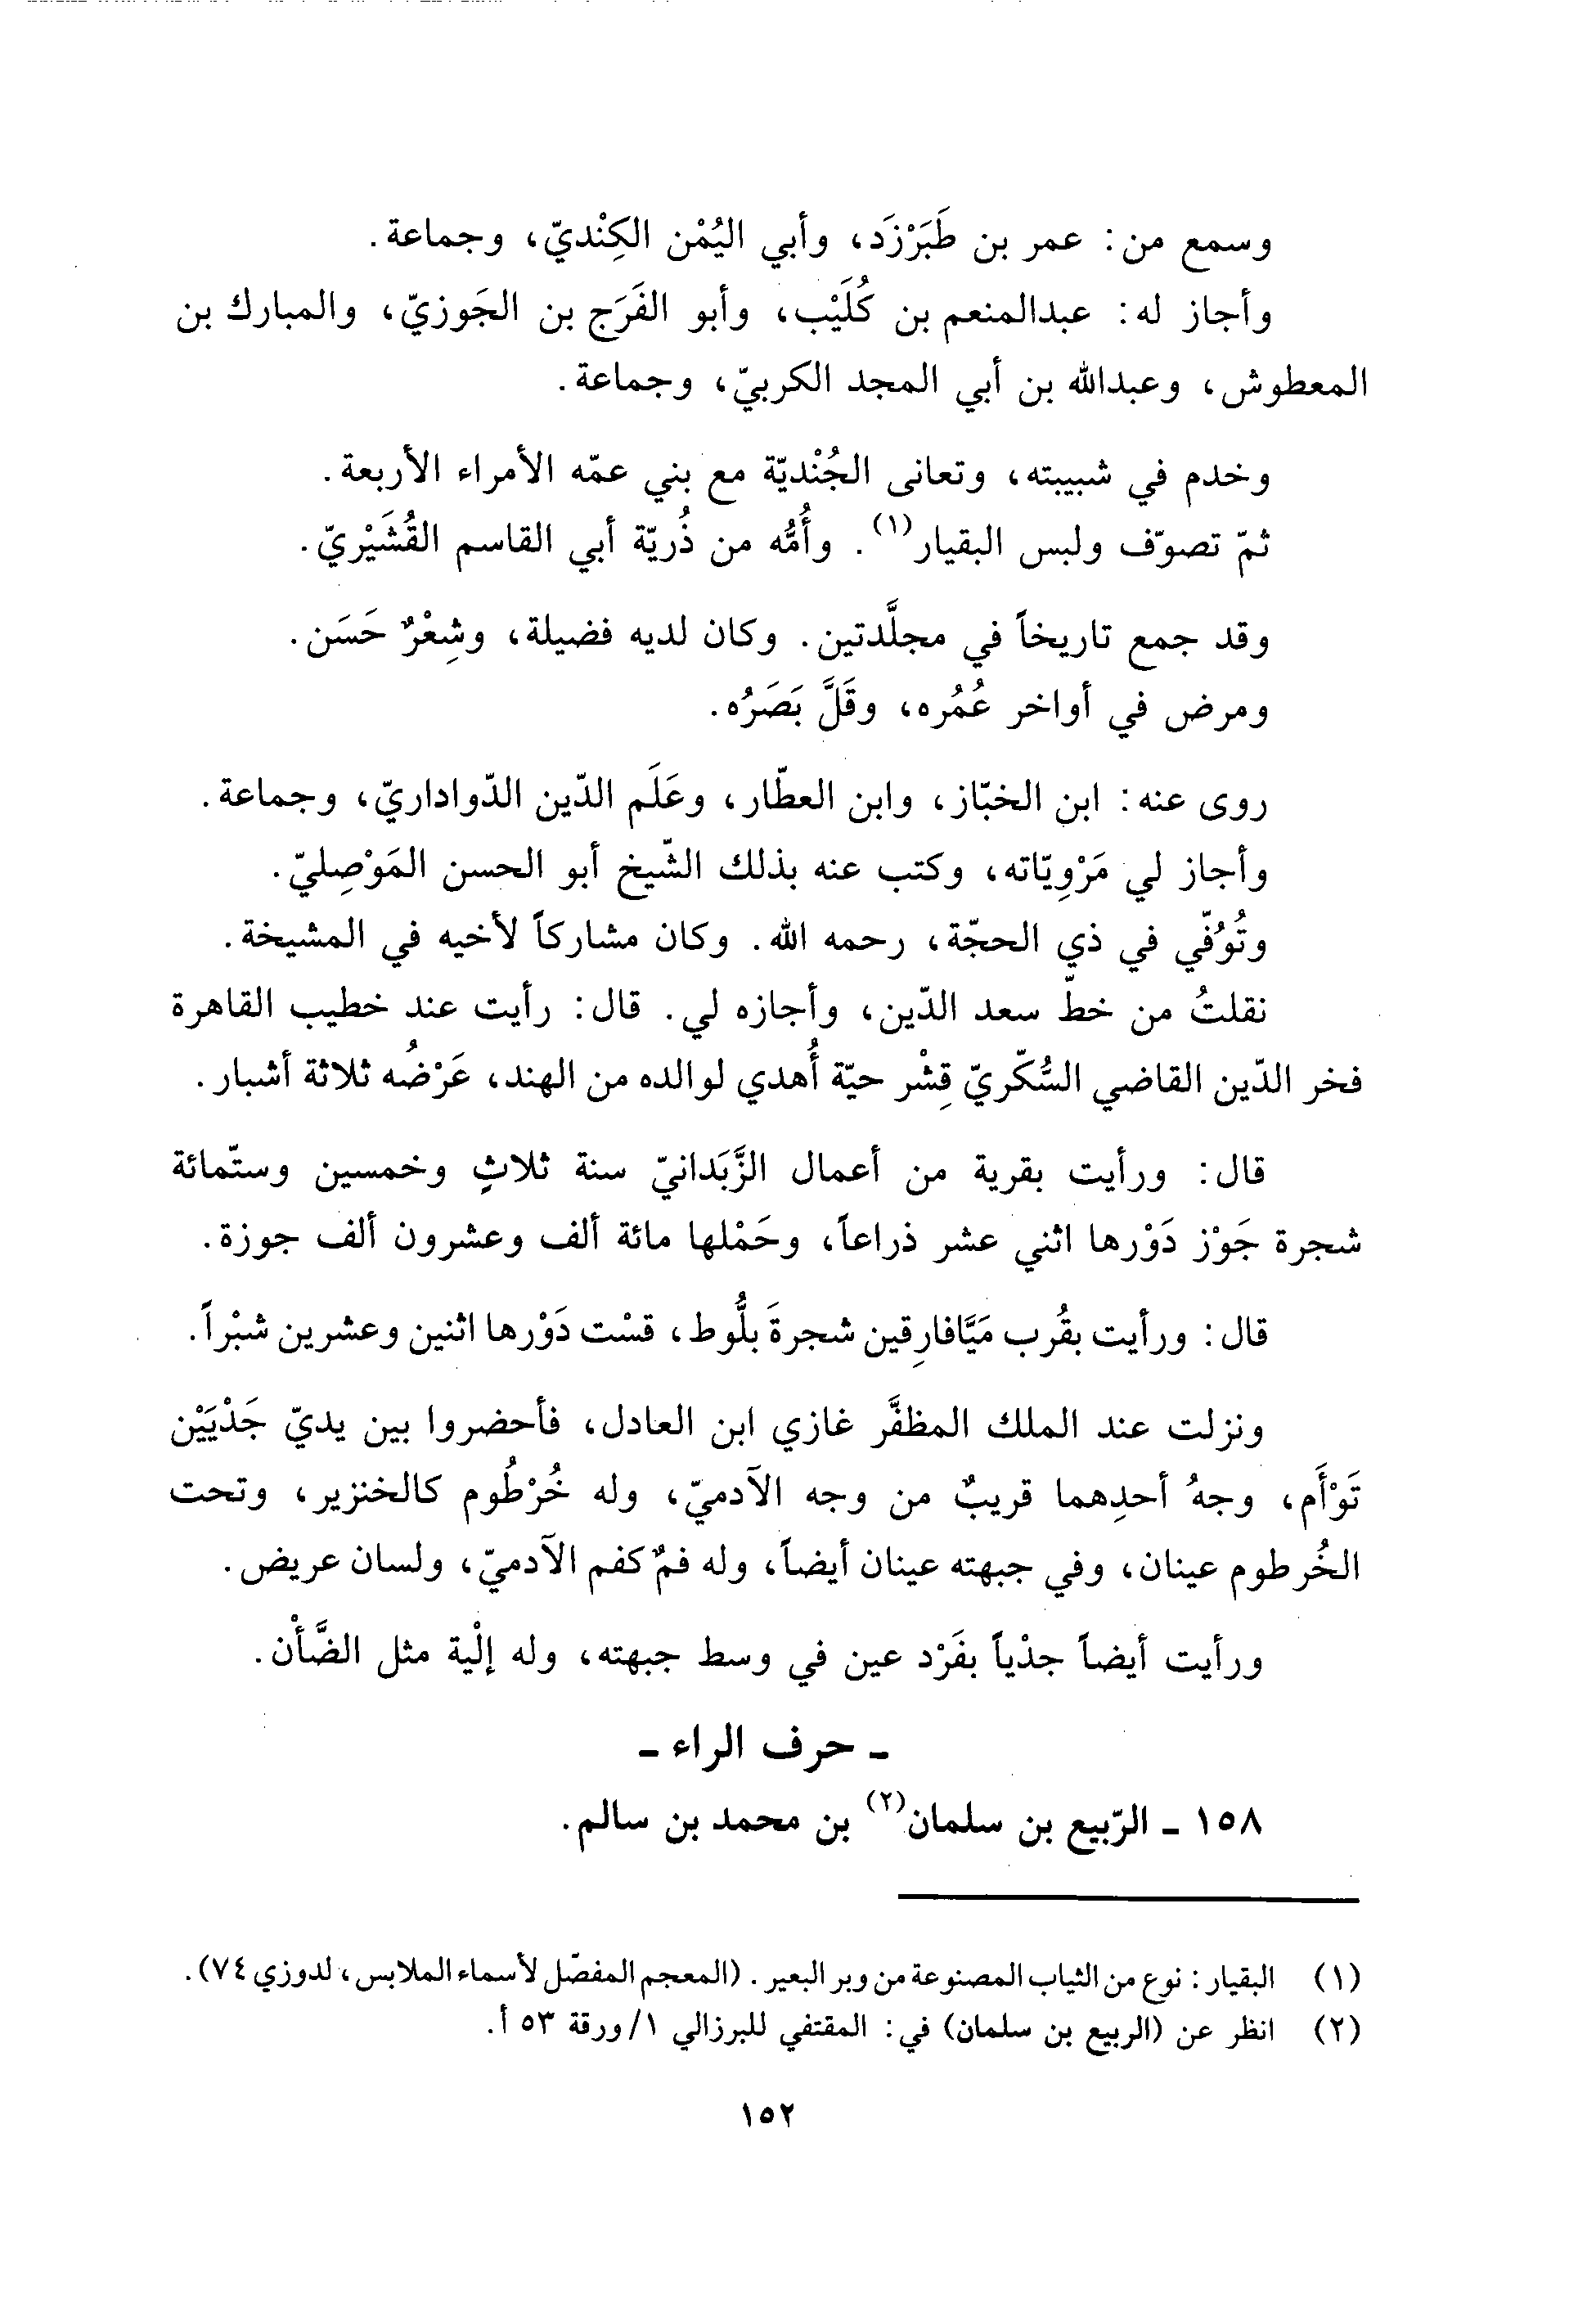 وسمع من: عمر بن طَبَرْزَد، وأبي اليُمْن الكِنْديّ، وجماعة.
وأجاز له: عبدالمنعم بن كُلَيْب، وأبو الفَرَج بن الجَوزيّ، والمبارك بن
المعطوش، وعبدالله بن أبي المجد الكربيّ، وجماعة.
وخدم في شبيبته، وتعانى الجُنْديّة مع بني عمّه الأمراء الأربعة.
ثمّ تصوّف ولبس البقيار(١). وأُمُّه من ذُريّة أبي القاسم القُشَيْريّ.
وقد جمع تاريخاً في مجلَّدتين. وكان لديه فضيلة، وشِعْرٌ حَسَن.
ومرض في أواخر عُمُره، وقَلَّ بَصَرُه.
روى عنه: ابن الخبّاز، وابن العطّار، وعَلَم الدّين الدّواداريّ، وجماعة.
وأجاز لي مَرْوِيّاته، وكتب عنه بذلك الشّيخ أبو الحسن المَوْصِليّ.
وتُوُفّي في ذي الحجّة، رحمه الله. وكان مشاركاً لأخيه في المشيخة.
نقلتُ من خطّ سعد الدّين، وأجازه لي. قال: رأيت عند خطيب القاهرة
فخر الدّين القاضي السُّكّريّ قِشْر حيّة أُهدي لوالده من الهند، عَرْضُه ثلاثة أشبار.
قال: ورأيت بقرية من أعمال الزَّبَدانيّ سنة ثلاثٍ وخمسين وستّمائة
شجرة جَوْز دَوْرها اثني عشر ذراعاً، وحَمْلها مائة ألف وعشرون ألف جوزة.
قال: ورأيت بقُرب مَيَّافارِقين شجرةَ بلُّوط، قسْت دَوْرها اثنين وعشرين شبْراً.
ونزلت عند الملك المظفَّر غازي ابن العادل، فأحضروا بين يديّ جَدْيَيْن
تَوْأَم، وجهُ أحدِهما قريبٌ من وجه الآدميّ، وله خُرْطُوم كالخنزير، وتحت
الخُرطوم عينان، وفي جبهته عينان أيضاً، وله فمٌ كفم الآدميّ، ولسان عريض.
ورأيت أيضاً جدْياً بفَرْد عين في وسط جبهته، وله إلْية مثل الضَّأْن.
ـ حرف الراء ـ
١٥٨ ـ الرّبيع بن سلمان(٢) بن محمد بن سالم.
(١) البقيار: نوع من الثياب المصنوعة من وبر البعير. (المعجم المفصّل لأسماء الملابس، لدوزي ٧٤).
(٢) انظر عن (الربيع بن سلمان) في: المقتفي للبرزالي ١/ ورقة ٥٣ أ.
١٥٢